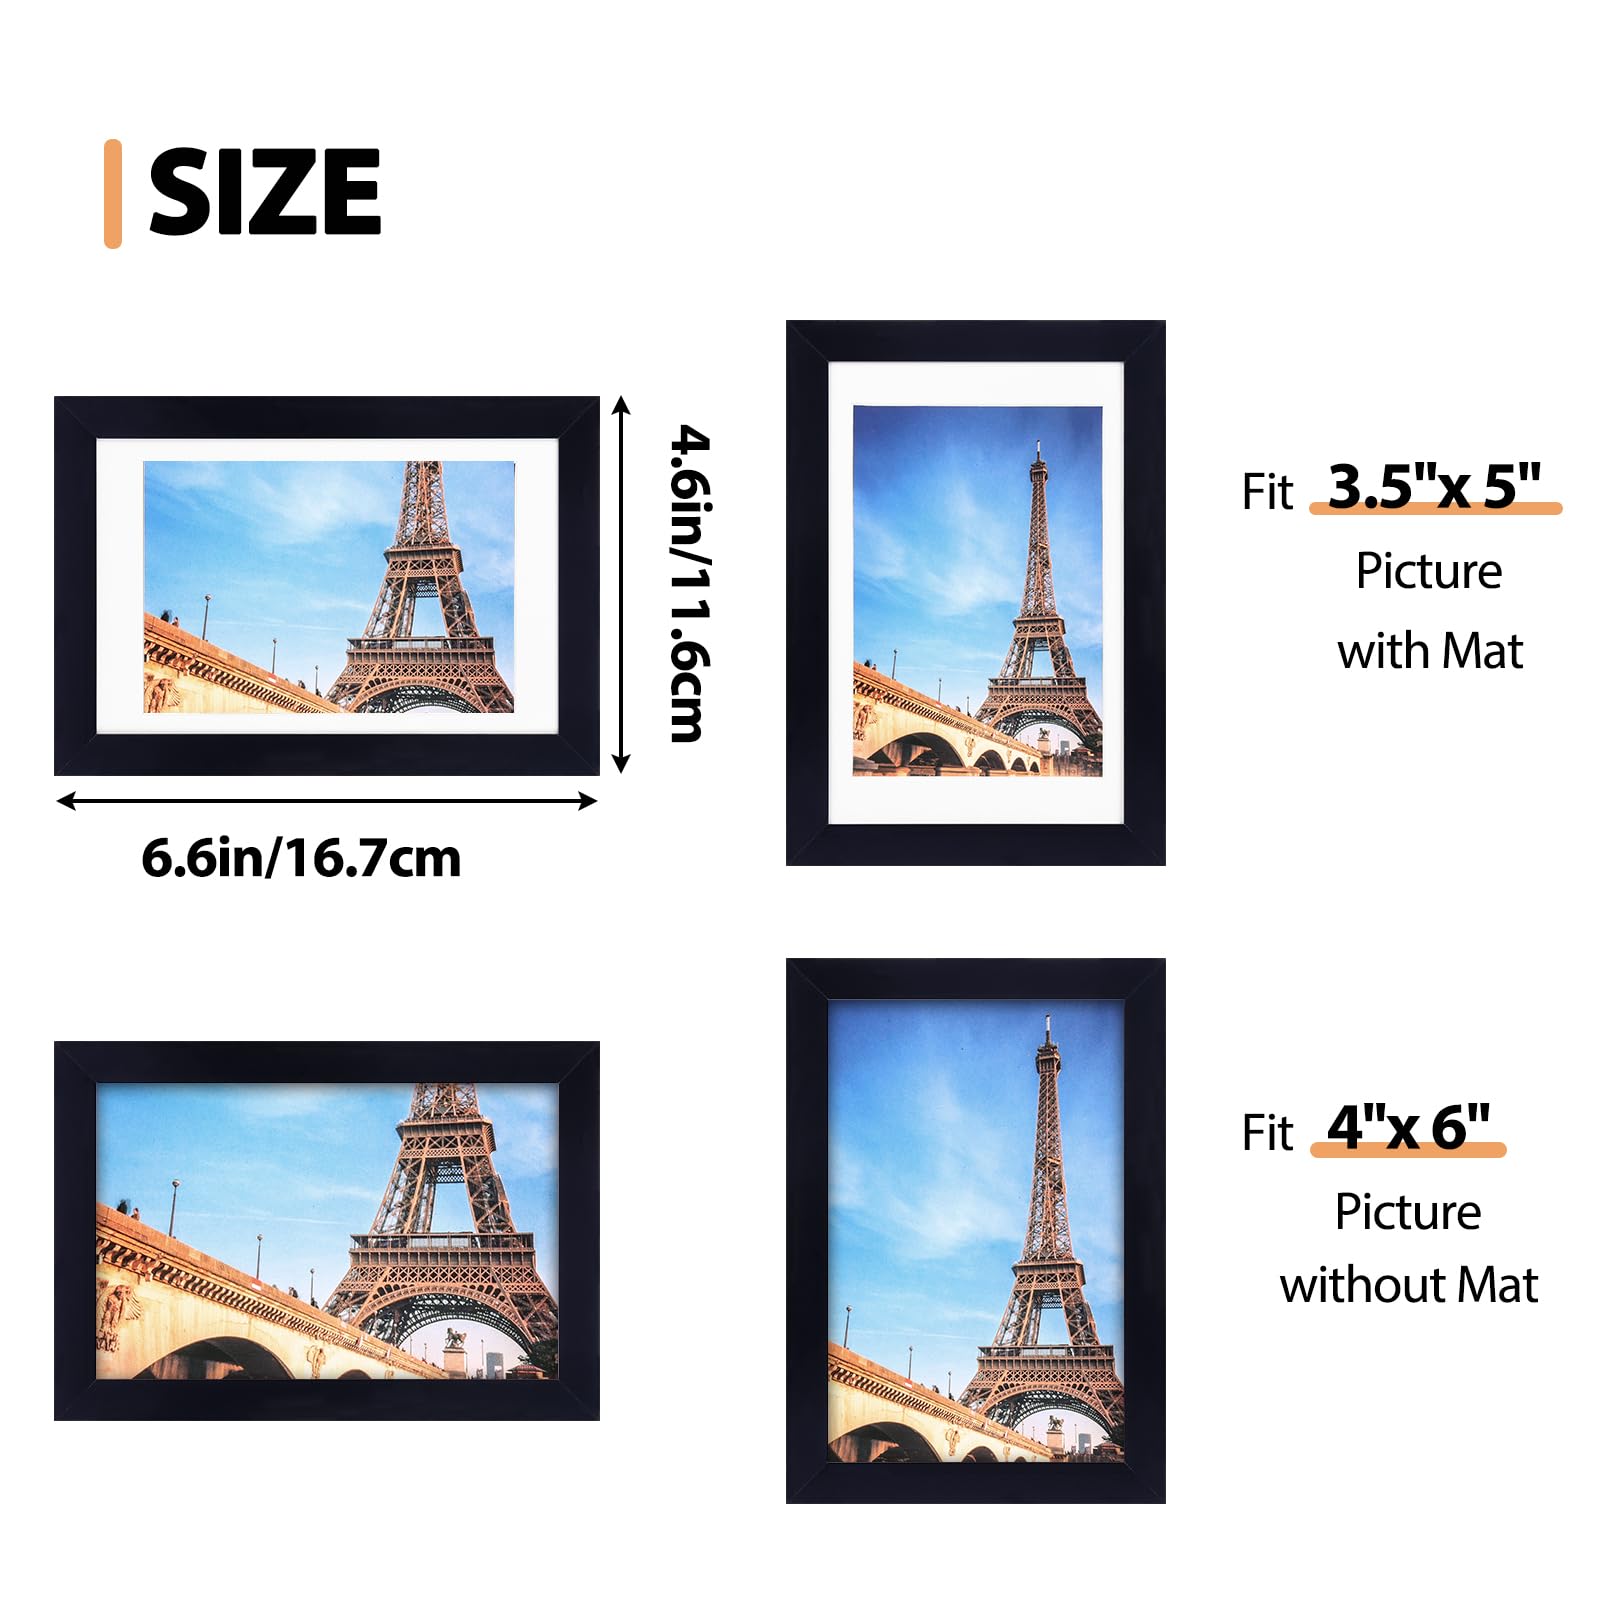 SIZE
4.6in/11.6cm
6.6in/16.7cm
Fit 3.5"x 5"
Picture
with Mat
Fit 4"x 6"
Picture
without Mat